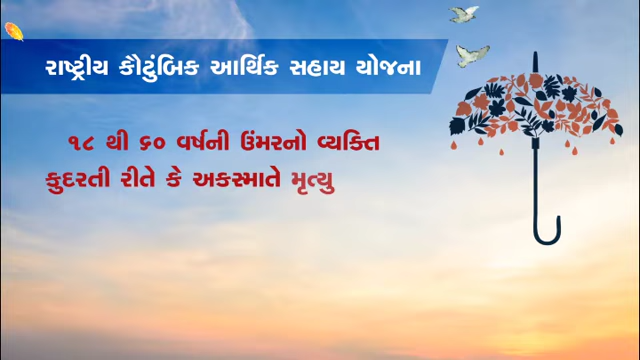 રાષ્ટ્રીય કૌટુંબિક આર્થિક સહાય યોજના
૧૮ થી ૬૦ વર્ષની ઉંમરનો વ્યક્તિ
કુદરતી રીતે કે અકસ્માતે મૃત્યુ